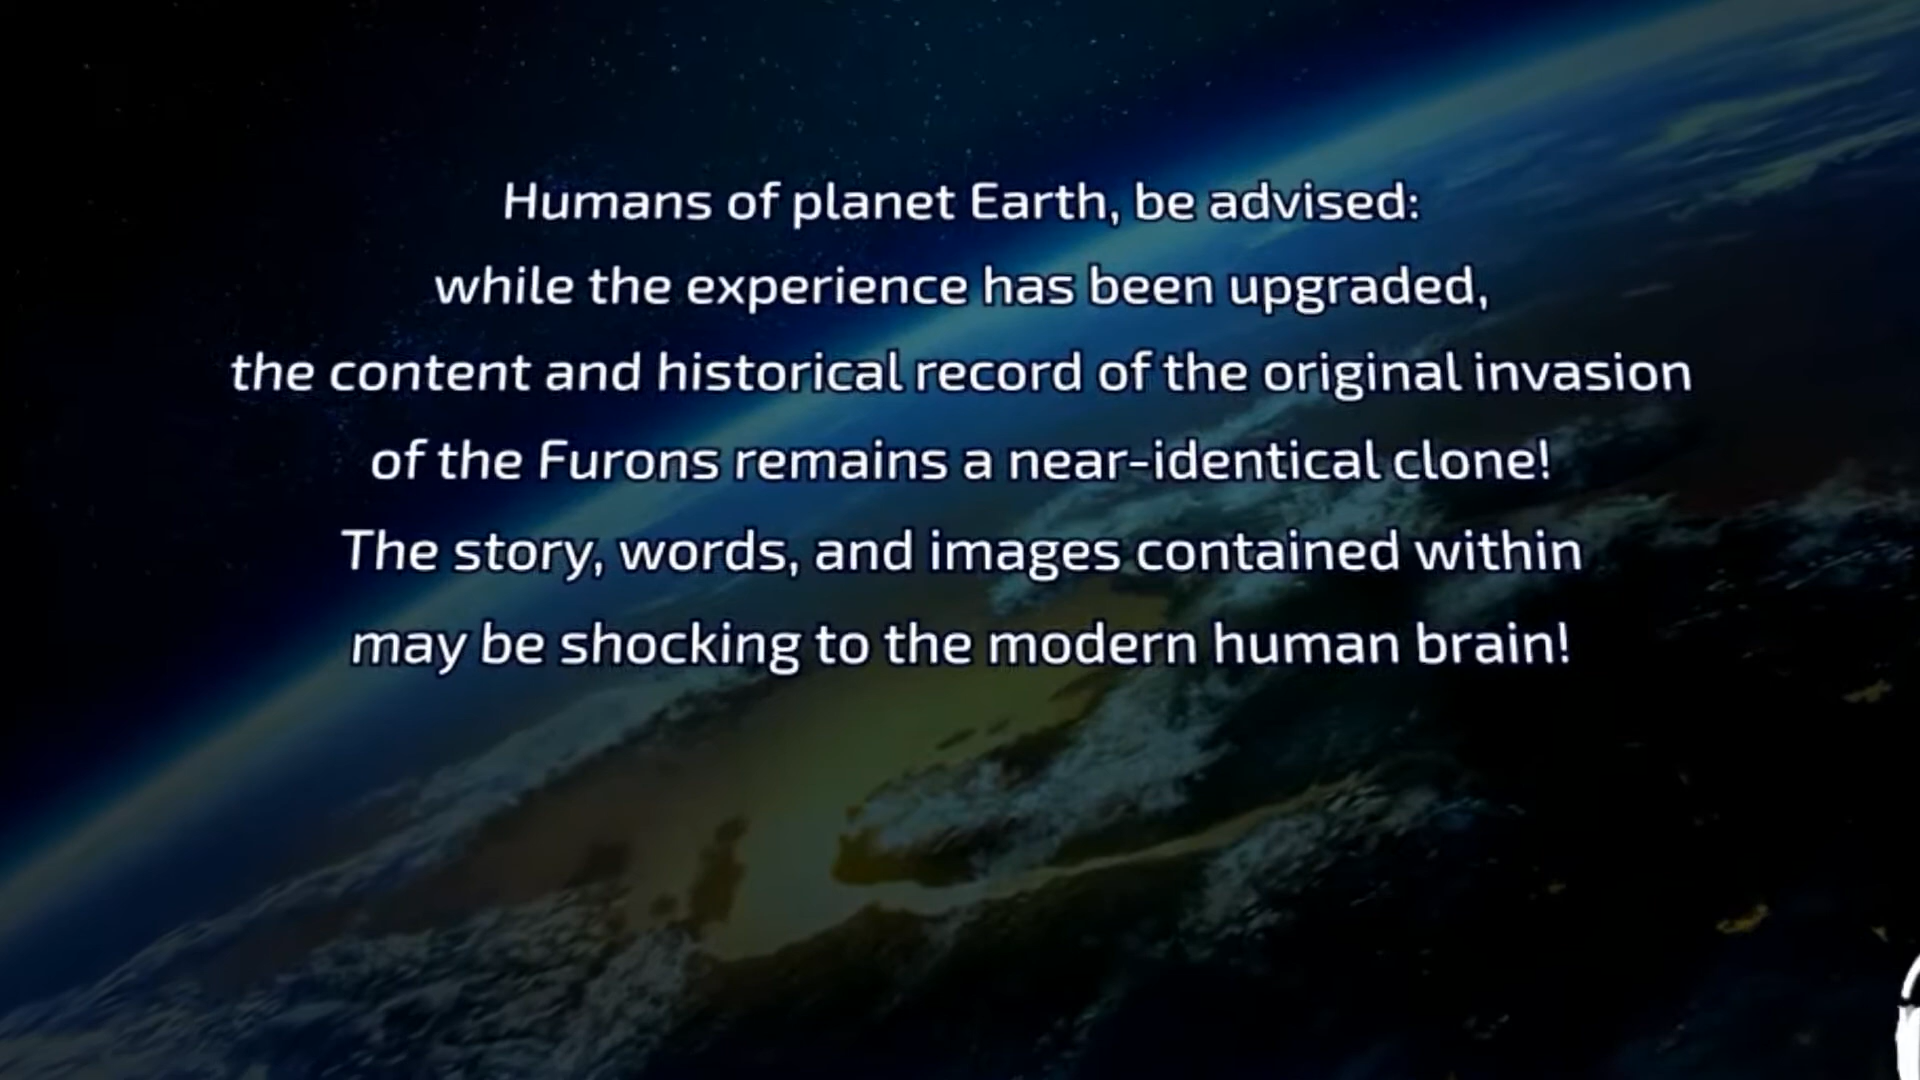 Humans of planet Earth, be advised:
while the experience has been upgraded,
the content and historical record of the original invasion
of the Furons remains a near-identical clone!
The story, words, and images contained within
may be shocking to the modern human brain!